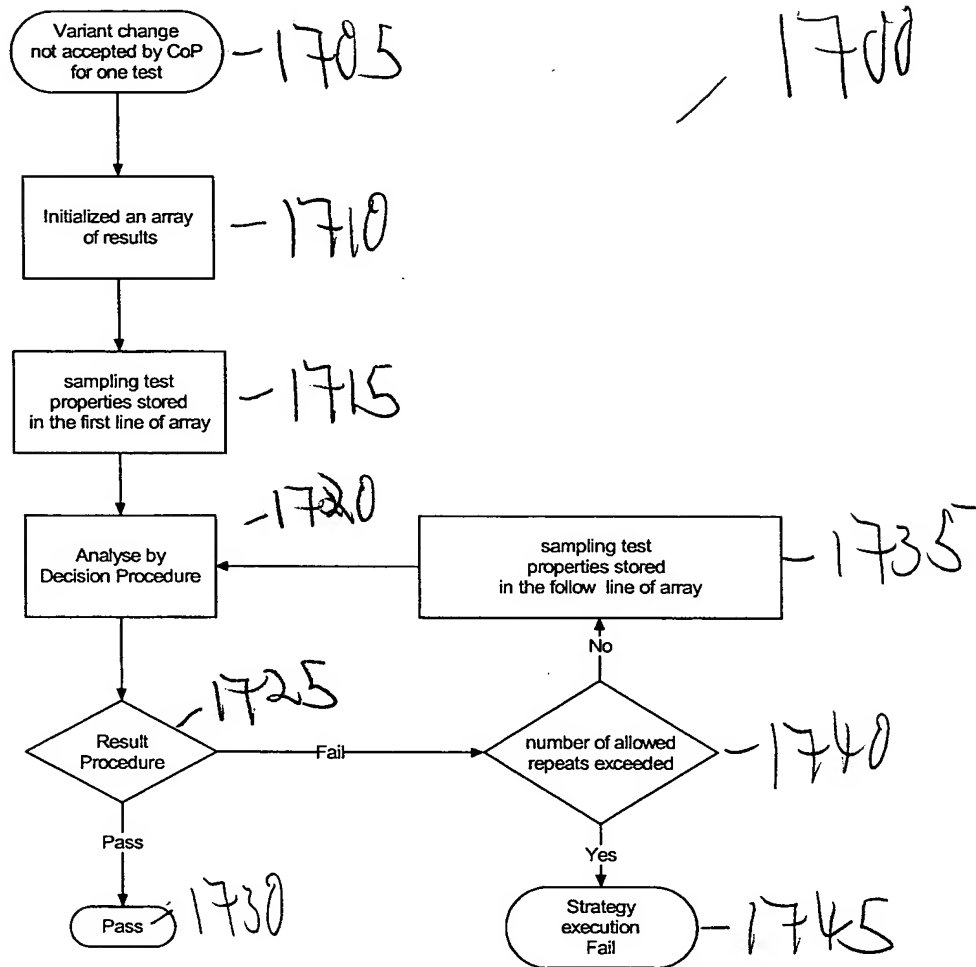 Variant change
not accepted by CoP
for one test
1705
1700
Initialized an array
of results
1710
sampling test
properties stored
in the first line of array
1715
Analyse by
Decision Procedure
1720
sampling test
properties stored
in the follow line of array
1735
No
Result
Procedure
1725
Fail
number of allowed
repeats exceeded
1740
Pass
Yes
Pass
1730
Strategy
execution
Fail
1745